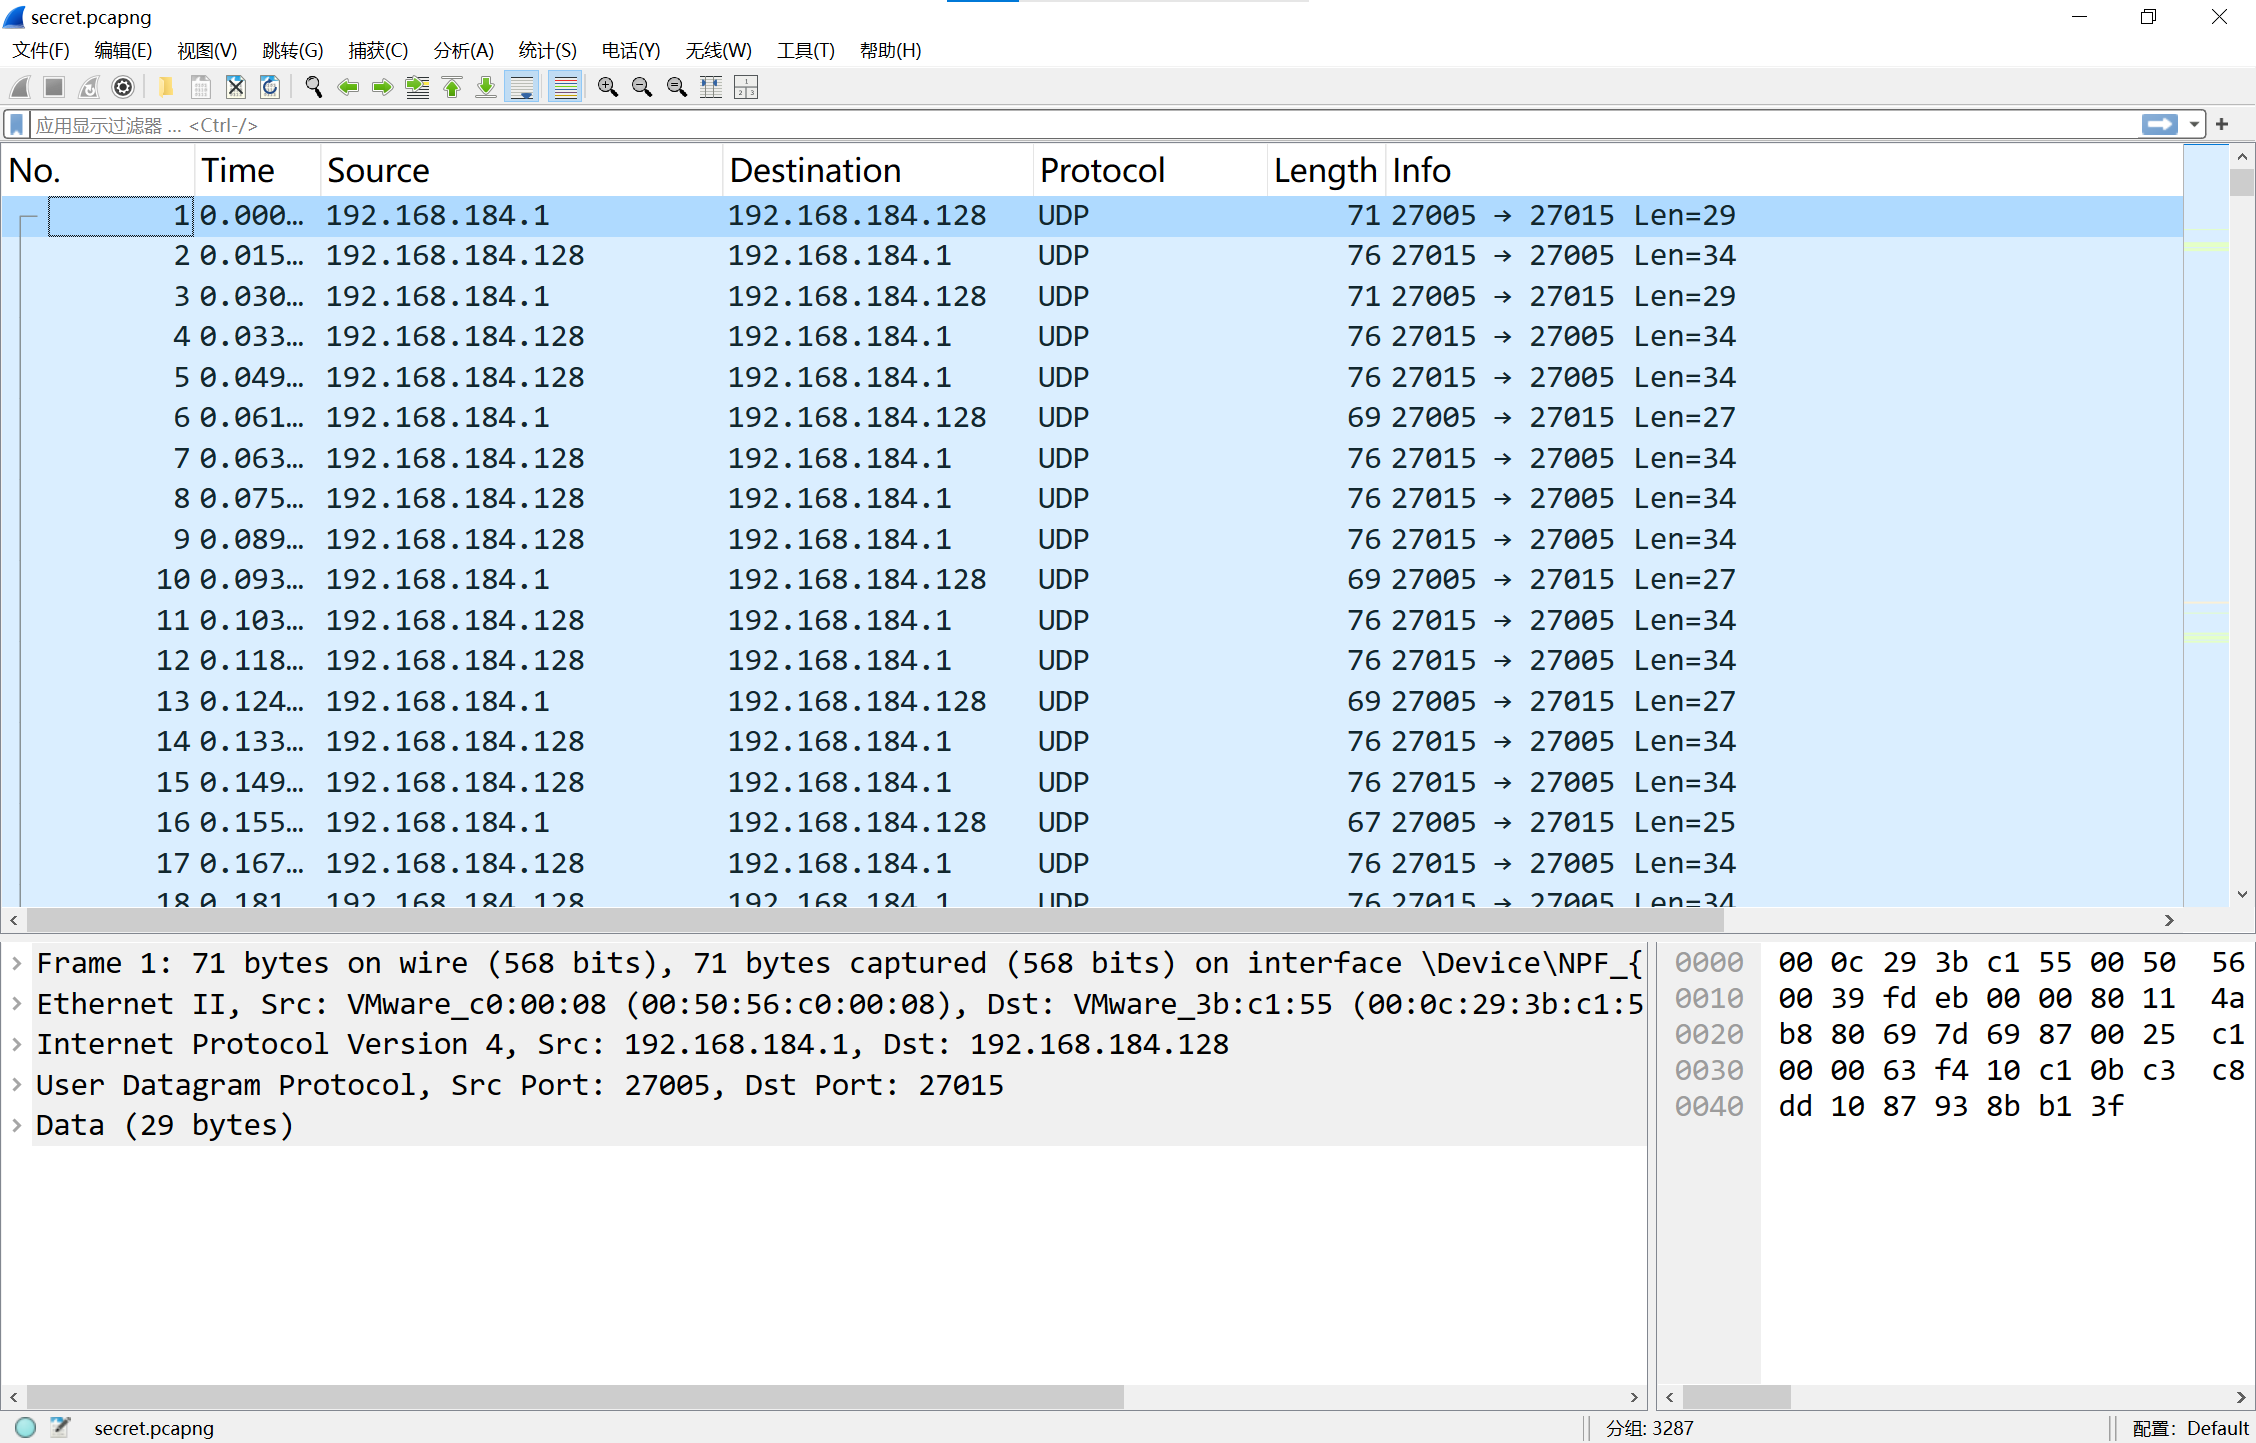 secret.pcapng
文件(F) 编辑(E) 视图(V) 跳转(G) 捕获(C) 分析(A) 统计(S) 电话(Y) 无线(W) 工具(T) 帮助(H)
应用显示过滤器 … <Ctrl-/>
No. Time Source Destination Protocol Length Info
1 0.000… 192.168.184.1 192.168.184.128 UDP 71 27005 → 27015 Len=29
2 0.015… 192.168.184.128 192.168.184.1 UDP 76 27015 → 27005 Len=34
3 0.030… 192.168.184.1 192.168.184.128 UDP 71 27005 → 27015 Len=29
4 0.033… 192.168.184.128 192.168.184.1 UDP 76 27015 → 27005 Len=34
5 0.049… 192.168.184.128 192.168.184.1 UDP 76 27015 → 27005 Len=34
6 0.061… 192.168.184.1 192.168.184.128 UDP 69 27005 → 27015 Len=27
7 0.063… 192.168.184.128 192.168.184.1 UDP 76 27015 → 27005 Len=34
8 0.075… 192.168.184.128 192.168.184.1 UDP 76 27015 → 27005 Len=34
9 0.089… 192.168.184.128 192.168.184.1 UDP 76 27015 → 27005 Len=34
10 0.093… 192.168.184.1 192.168.184.128 UDP 69 27005 → 27015 Len=27
11 0.103… 192.168.184.128 192.168.184.1 UDP 76 27015 → 27005 Len=34
12 0.118… 192.168.184.128 192.168.184.1 UDP 76 27015 → 27005 Len=34
13 0.124… 192.168.184.1 192.168.184.128 UDP 69 27005 → 27015 Len=27
14 0.133… 192.168.184.128 192.168.184.1 UDP 76 27015 → 27005 Len=34
15 0.149… 192.168.184.128 192.168.184.1 UDP 76 27015 → 27005 Len=34
16 0.155… 192.168.184.1 192.168.184.128 UDP 67 27005 → 27015 Len=25
17 0.167… 192.168.184.128 192.168.184.1 UDP 76 27015 → 27005 Len=34
18 0.181… 192.168.184.128 192.168.184.1 UDP 76 27015 → 27005 Len=34
Frame 1: 71 bytes on wire (568 bits), 71 bytes captured (568 bits) on interface \Device\NPF_{
Ethernet II, Src: VMware_c0:00:08 (00:50:56:c0:00:08), Dst: VMware_3b:c1:55 (00:0c:29:3b:c1:5
Internet Protocol Version 4, Src: 192.168.184.1, Dst: 192.168.184.128
User Datagram Protocol, Src Port: 27005, Dst Port: 27015
Data (29 bytes)
0000 00 0c 29 3b c1 55 00 50 56
0010 00 39 fd eb 00 00 80 11 4a
0020 b8 80 69 7d 69 87 00 25 c1
0030 00 00 63 f4 10 c1 0b c3 c8
0040 dd 10 87 93 8b b1 3f
secret.pcapng 分组: 3287 配置: Default